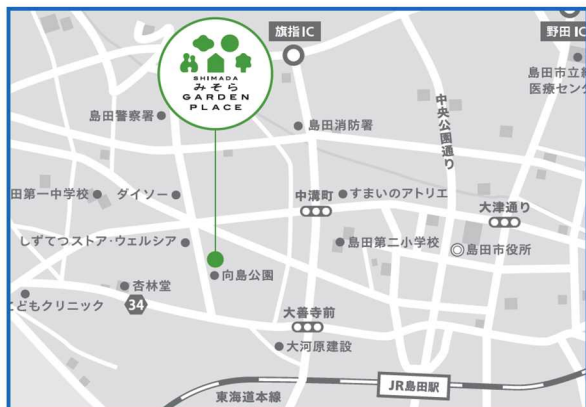 旗指IC
野田IC
SHIMADA
みそら
GARDEN
PLACE
島田市立総
医療セン
島田警察署
島田消防署
中央公園通り
田第一中学校
ダイソー
中溝町
すまいのアトリエ
大津通り
しずてつストア・ウェルシア
島田第二小学校
島田市役所
向島公園
杏林堂
34
こどもクリニック
大善寺前
大河原建設
JR島田駅
東海道本線